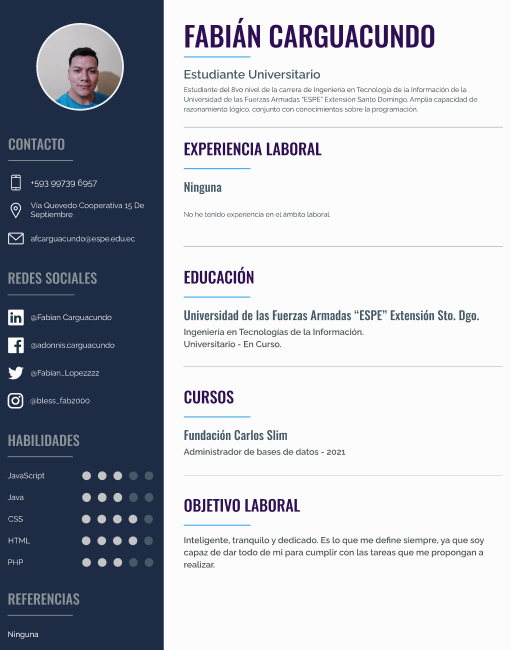 CONTACTO
+593 99739 6957
Via Quevedo Cooperativa 15 De
Septiembre
afcarguacundo@espe.edu.ec
REDES SOCIALES
@Fabian Carguacundo
@adonnis.carguacundo
@Fabian_Lopez222
@bless_fab2000
HABILIDADES
JavaScript
Java
CSS
HTML
PHP
REFERENCIAS
Ninguna
FABIÁN CARGUACUNDO
Estudiante Universitario
Estudiante del 8vo nivel de la carrera de Ingeniería en Tecnología de la Información de la
Universidad de las Fuerzas Armadas "ESPE" Extensión Santo Domingo. Amplia capacidad de
razonamiento lógico, conjunto con conocimientos sobre la programación.
EXPERIENCIA LABORAL
Ninguna
No he tenido experiencia en el ámbito laboral
EDUCACIÓN
Universidad de las Fuerzas Armadas "ESPE" Extensión Sto. Dgo.
Ingeniería en Tecnologías de la Información.
Universitario - En Curso.
CURSOS
Fundación Carlos Slim
Administrador de bases de datos - 2021
OBJETIVO LABORAL
Inteligente, tranquilo y dedicado. Es lo que me define siempre, ya que soy
capaz de dar todo de mi para cumplir con las tareas que me propongan a
realizar.